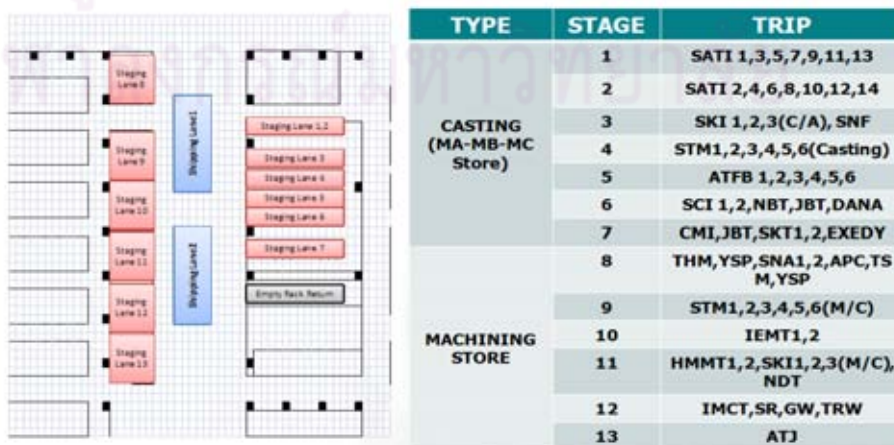 Staging
Lane 8
Shipping Lane1
Staging Lane 1,2
Staging
Lane 9
Staging Lane 3
Staging Lane 4
Staging
Lane 10
Staging Lane 5
Staging Lane 6
Staging
Lane 11
Shipping Lane2
Staging Lane 7
Staging
Lane 12
Empty Rack Return
Staging
Lane 13
TYPE STAGE TRIP
CASTING
(MA-MB-MC
Store)
1 SATI 1,3,5,7,9,11,13
2 SATI 2,4,6,8,10,12,14
3 SKI 1,2,3(C/A), SNF
4 STM1,2,3,4,5,6(Casting)
5 ATFB 1,2,3,4,5,6
6 SCI 1,2,NBT,JBT,DANA
7 CMI,JBT,SKT1,2,EXEDY
MACHINING
STORE
8 THM,YSP,SNA1,2,APC,TS
M,YSP
9 STM1,2,3,4,5,6(M/C)
10 IEMT1,2
11 HMMT1,2,SKI1,2,3(M/C),
NDT
12 IMCT,SR,GW,TRW
13 ATJ